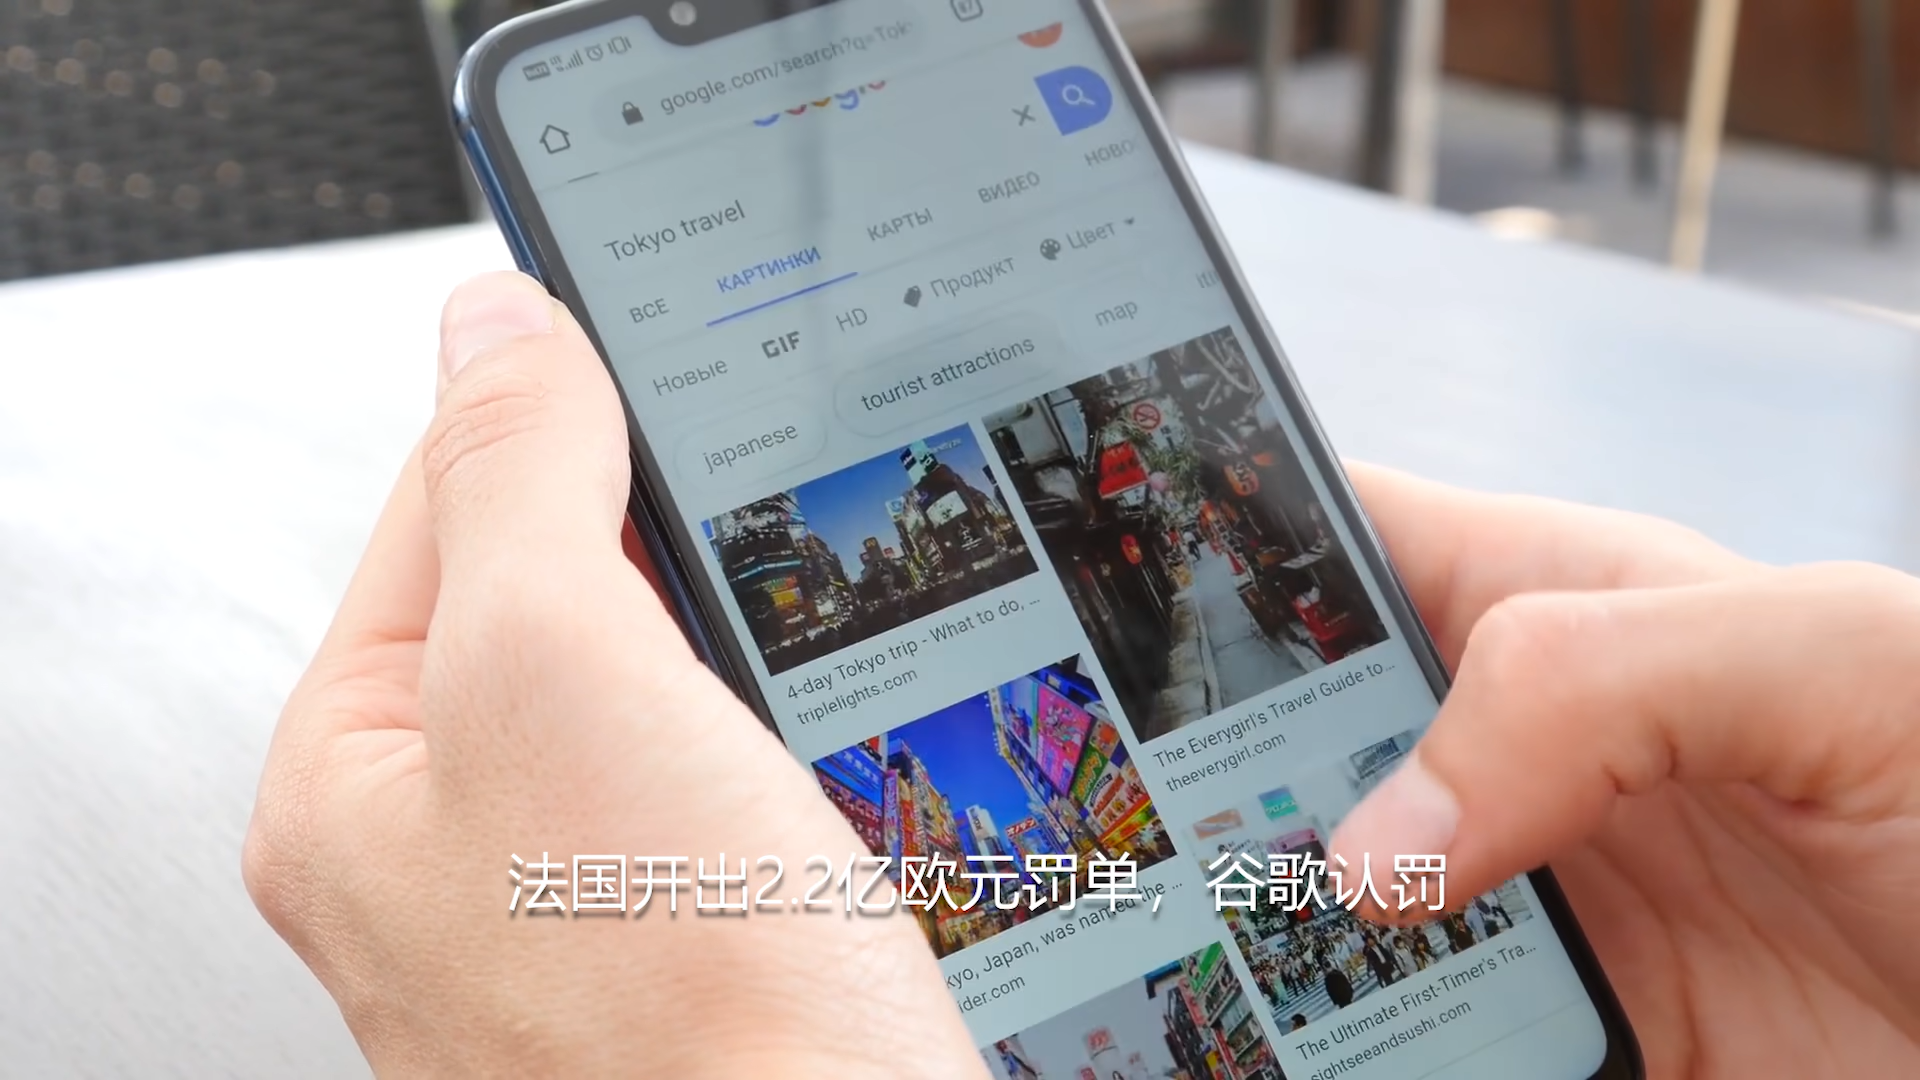 google.com/search?q=Tok
Google
Tokyo travel
ВСЕ
КАРТИНКИ
КАРТЫ
ВИДЕО
НОВО
Новые
GIF
HD
Продукт
Цвет
japanese
tourist attractions
map
4-day Tokyo trip - What to do, ...
triplelights.com
The Everygirl's Travel Guide to...
theeverygirl.com
kyo, Japan, was named the ...
ider.com
The Ultimate First-Timer's Tra...
sightseeandsushi.com
法国开出2.2亿欧元罚单，谷歌认罚